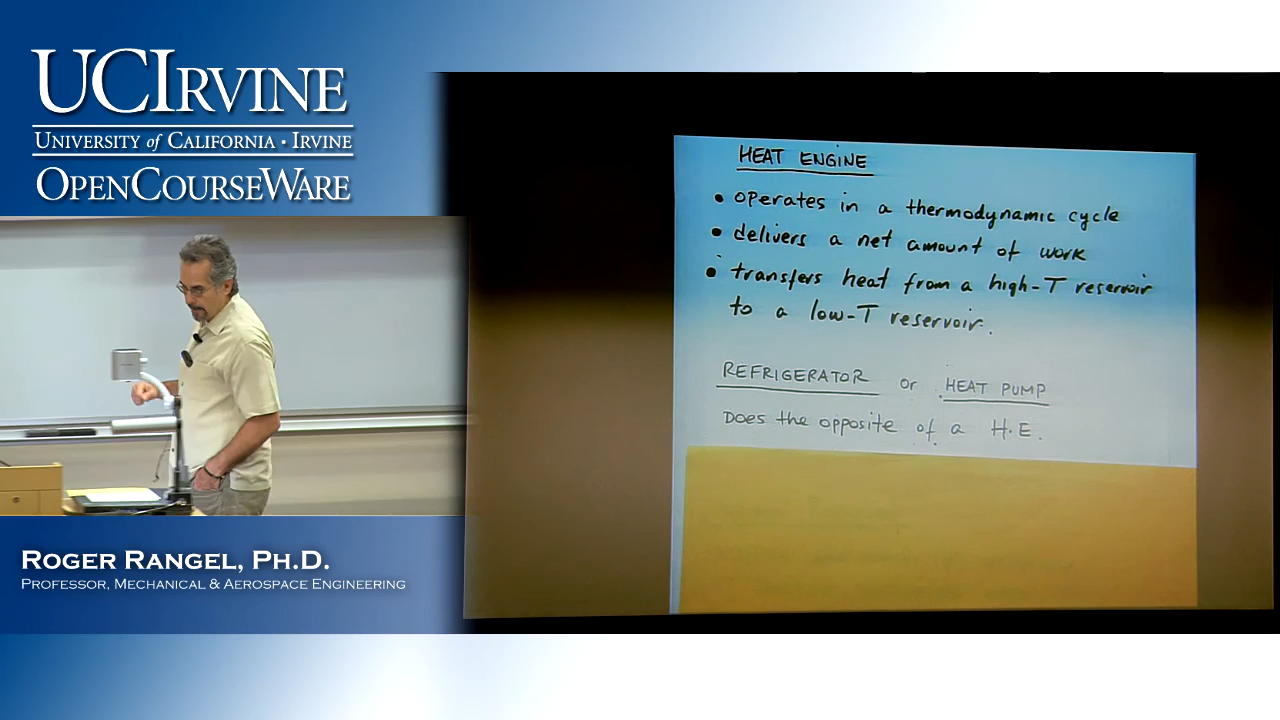 UCIRVINE
UNIVERSITY of CALIFORNIA · IRVINE
OPENCOURSEWARE
HEAT ENGINE
• operates in a thermodynamic cycle
• delivers a net amount of work
• transfers heat from a high-T reservoir
to a low-T reservoir.
REFRIGERATOR or HEAT PUMP
Does the opposite of a H.E.
ROGER RANGEL, PH.D.
PROFESSOR, MECHANICAL & AEROSPACE ENGINEERING